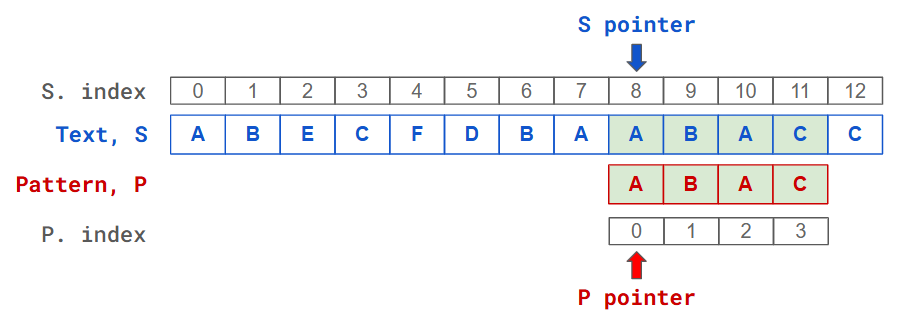 S pointer
S. index 0 1 2 3 4 5 6 7 8 9 10 11 12
Text, S A B E C F D B A A B A C C
Pattern, P A B A C
P. index 0 1 2 3
P pointer